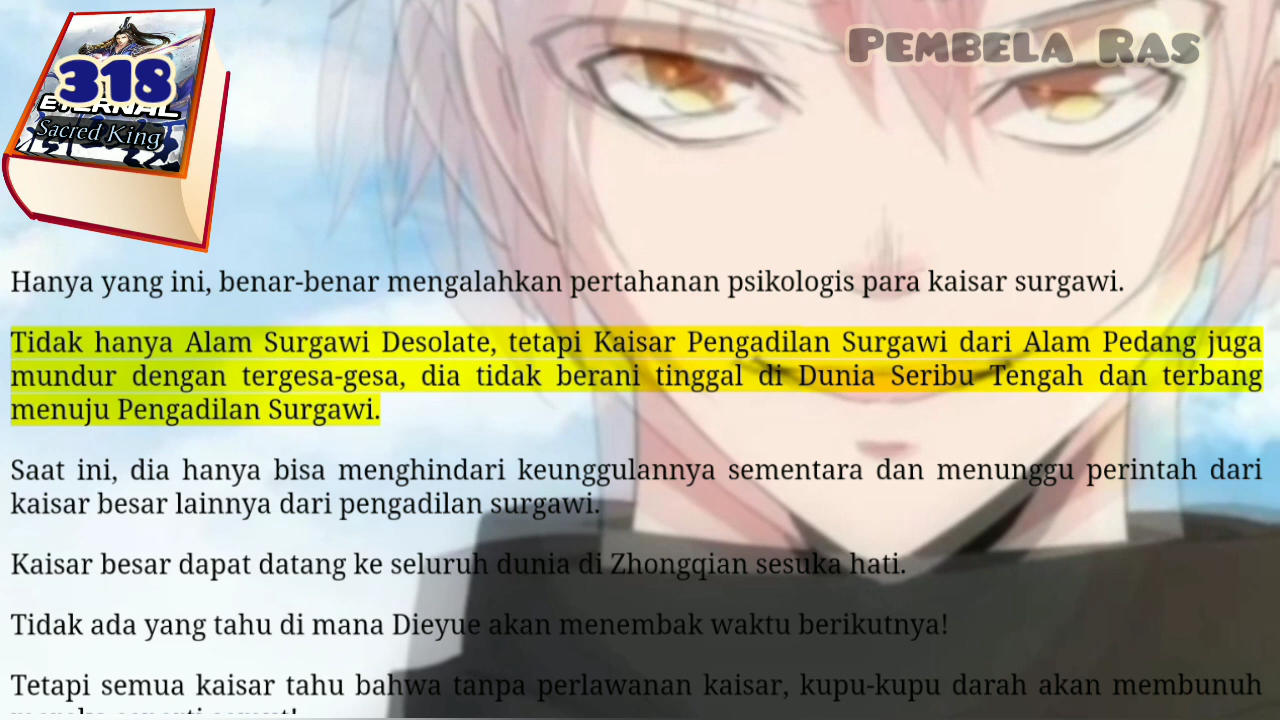 PEMBELA RAS
318
ETERNAL
Sacred King
Hanya yang ini, benar-benar mengalahkan pertahanan psikologis para kaisar surgawi.
Tidak hanya Alam Surgawi Desolate, tetapi Kaisar Pengadilan Surgawi dari Alam Pedang juga
mundur dengan tergesa-gesa, dia tidak berani tinggal di Dunia Seribu Tengah dan terbang
menuju Pengadilan Surgawi.
Saat ini, dia hanya bisa menghindari keunggulannya sementara dan menunggu perintah dari
kaisar besar lainnya dari pengadilan surgawi.
Kaisar besar dapat datang ke seluruh dunia di Zhongqian sesuka hati.
Tidak ada yang tahu di mana Dieyue akan menembak waktu berikutnya!
Tetapi semua kaisar tahu bahwa tanpa perlawanan kaisar, kupu-kupu darah akan membunuh